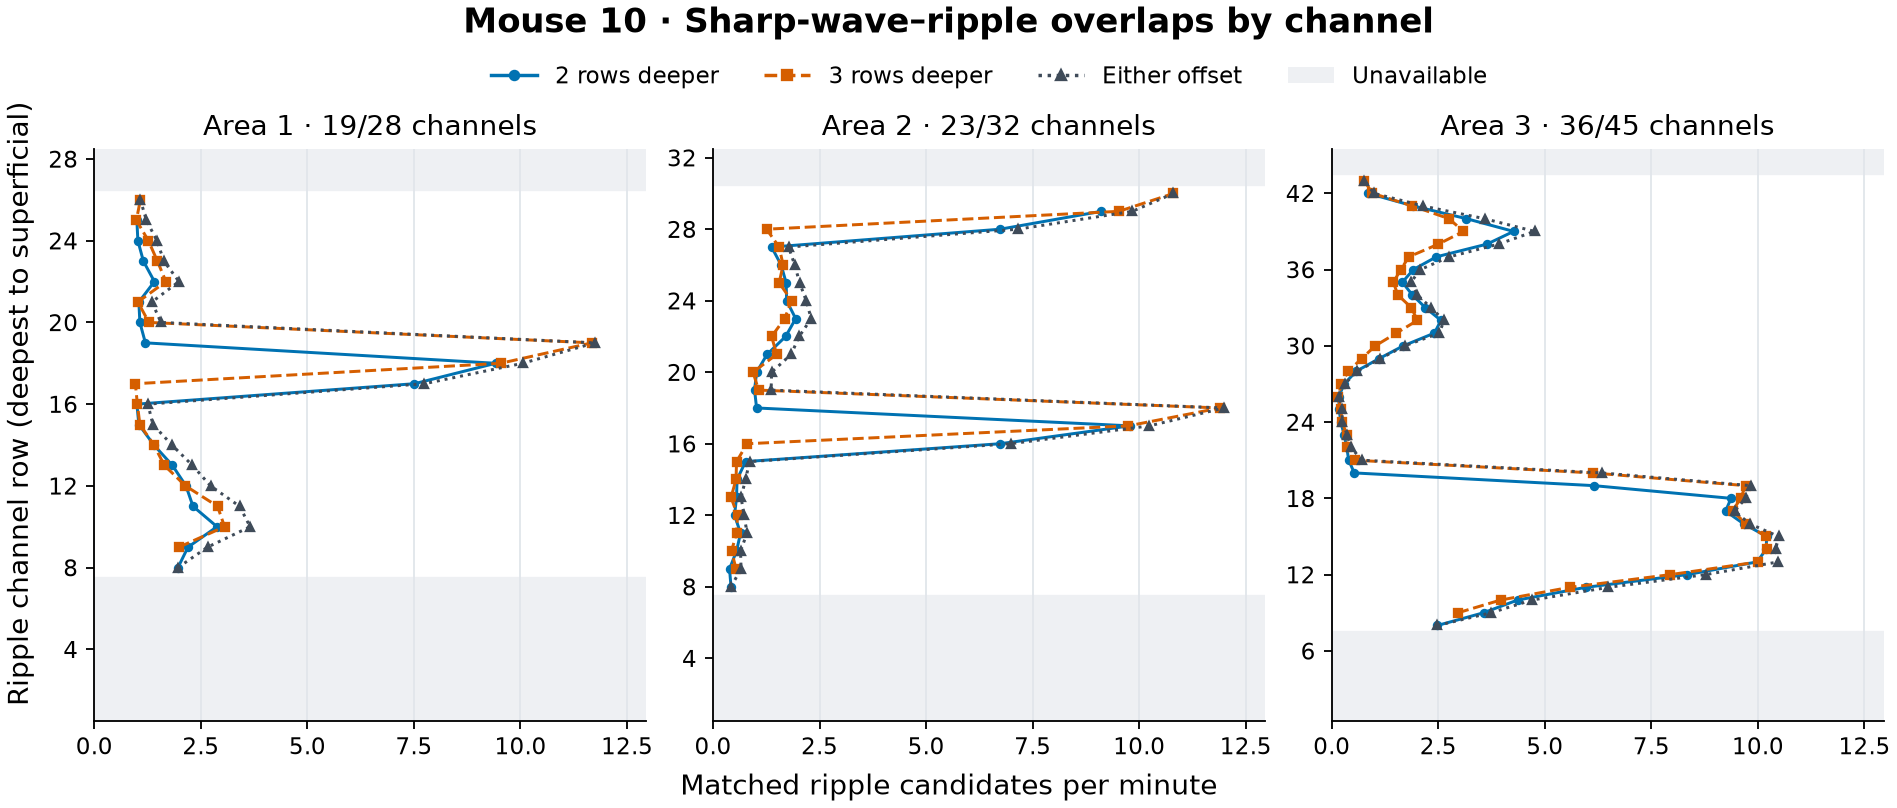 Mouse 10 · Sharp-wave–ripple overlaps by channel
2 rows deeper
3 rows deeper
Either offset
Unavailable
Ripple channel row (deepest to superficial)
Area 1 · 19/28 channels
28
24
20
16
12
8
4
0.0 2.5 5.0 7.5 10.0 12.5
Area 2 · 23/32 channels
32
28
24
20
16
12
8
4
0.0 2.5 5.0 7.5 10.0 12.5
Area 3 · 36/45 channels
42
36
30
24
18
12
6
0.0 2.5 5.0 7.5 10.0 12.5
Matched ripple candidates per minute